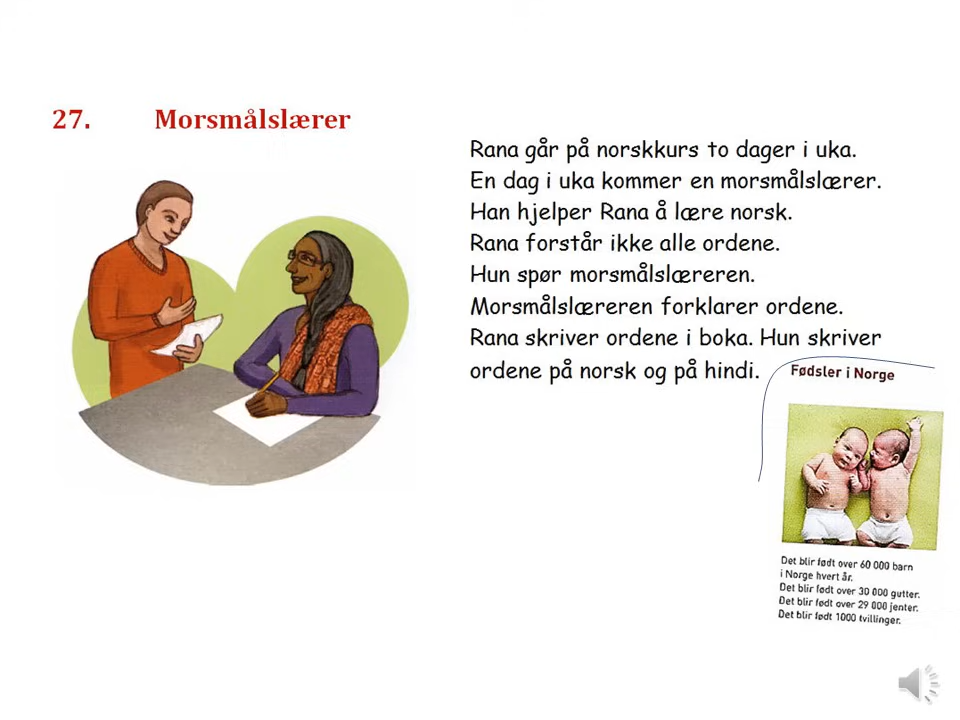 27. Morsmålslærer
Rana går på norskkurs to dager i uka.
En dag i uka kommer en morsmålslærer.
Han hjelper Rana å lære norsk.
Rana forstår ikke alle ordene.
Hun spør morsmålslæreren.
Morsmålslæreren forklarer ordene.
Rana skriver ordene i boka. Hun skriver
ordene på norsk og på hindi.
Fødsler i Norge
Det blir født over 60 000 barn
i Norge hvert år.
Det blir født over 30 000 gutter.
Det blir født over 29 000 jenter.
Det blir født 1000 tvillinger.